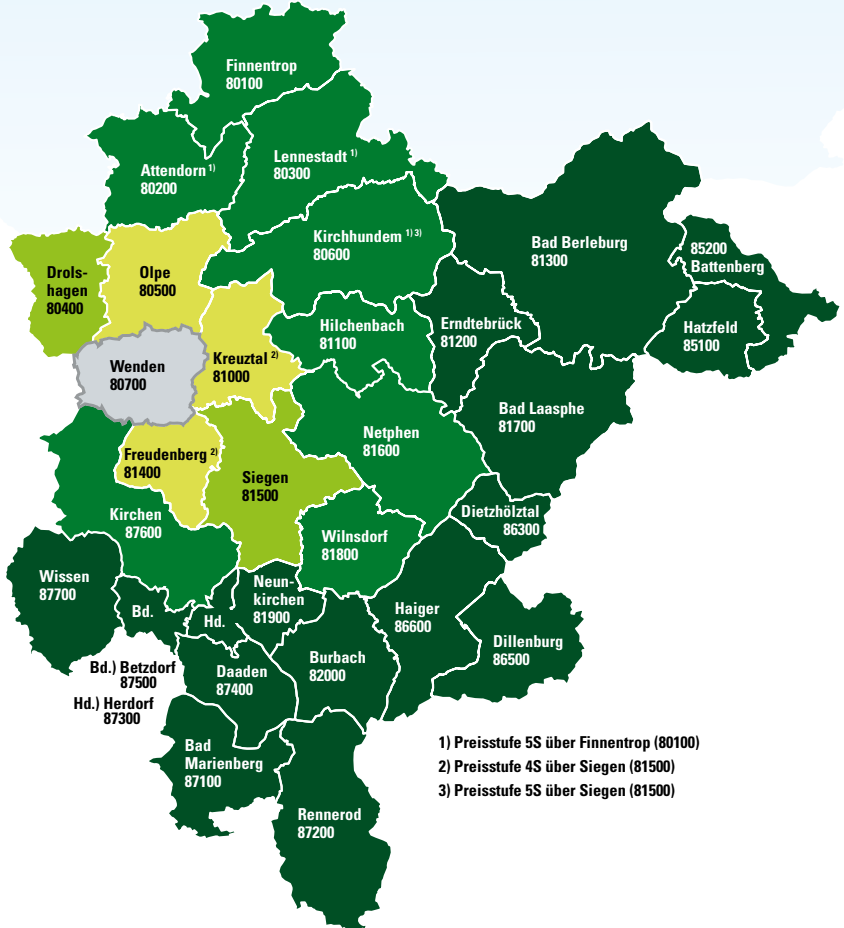 Finnentrop
80100
Attendorn 1)
80200
Lennestadt 1)
80300
Kirchhundem 1) 3)
80600
Bad Berleburg
81300
85200
Battenberg
Hatzfeld
85100
Drols-
hagen
80400
Olpe
80500
Wenden
80700
Kreuztal 2)
81000
Hilchenbach
81100
Erndtebrück
81200
Bad Laasphe
81700
Netphen
81600
Freudenberg 2)
81400
Siegen
81500
Dietzhölztal
86300
Kirchen
87600
Wilnsdorf
81800
Wissen
87700
Bd.
Hd.
Neun-
kirchen
81900
Haiger
86600
Dillenburg
86500
Burbach
82000
Daaden
87400
Bd.) Betzdorf
87500
Hd.) Herdorf
87300
Bad
Marienberg
87100
Rennerod
87200
1) Preisstufe 5S über Finnentrop (80100)
2) Preisstufe 4S über Siegen (81500)
3) Preisstufe 5S über Siegen (81500)